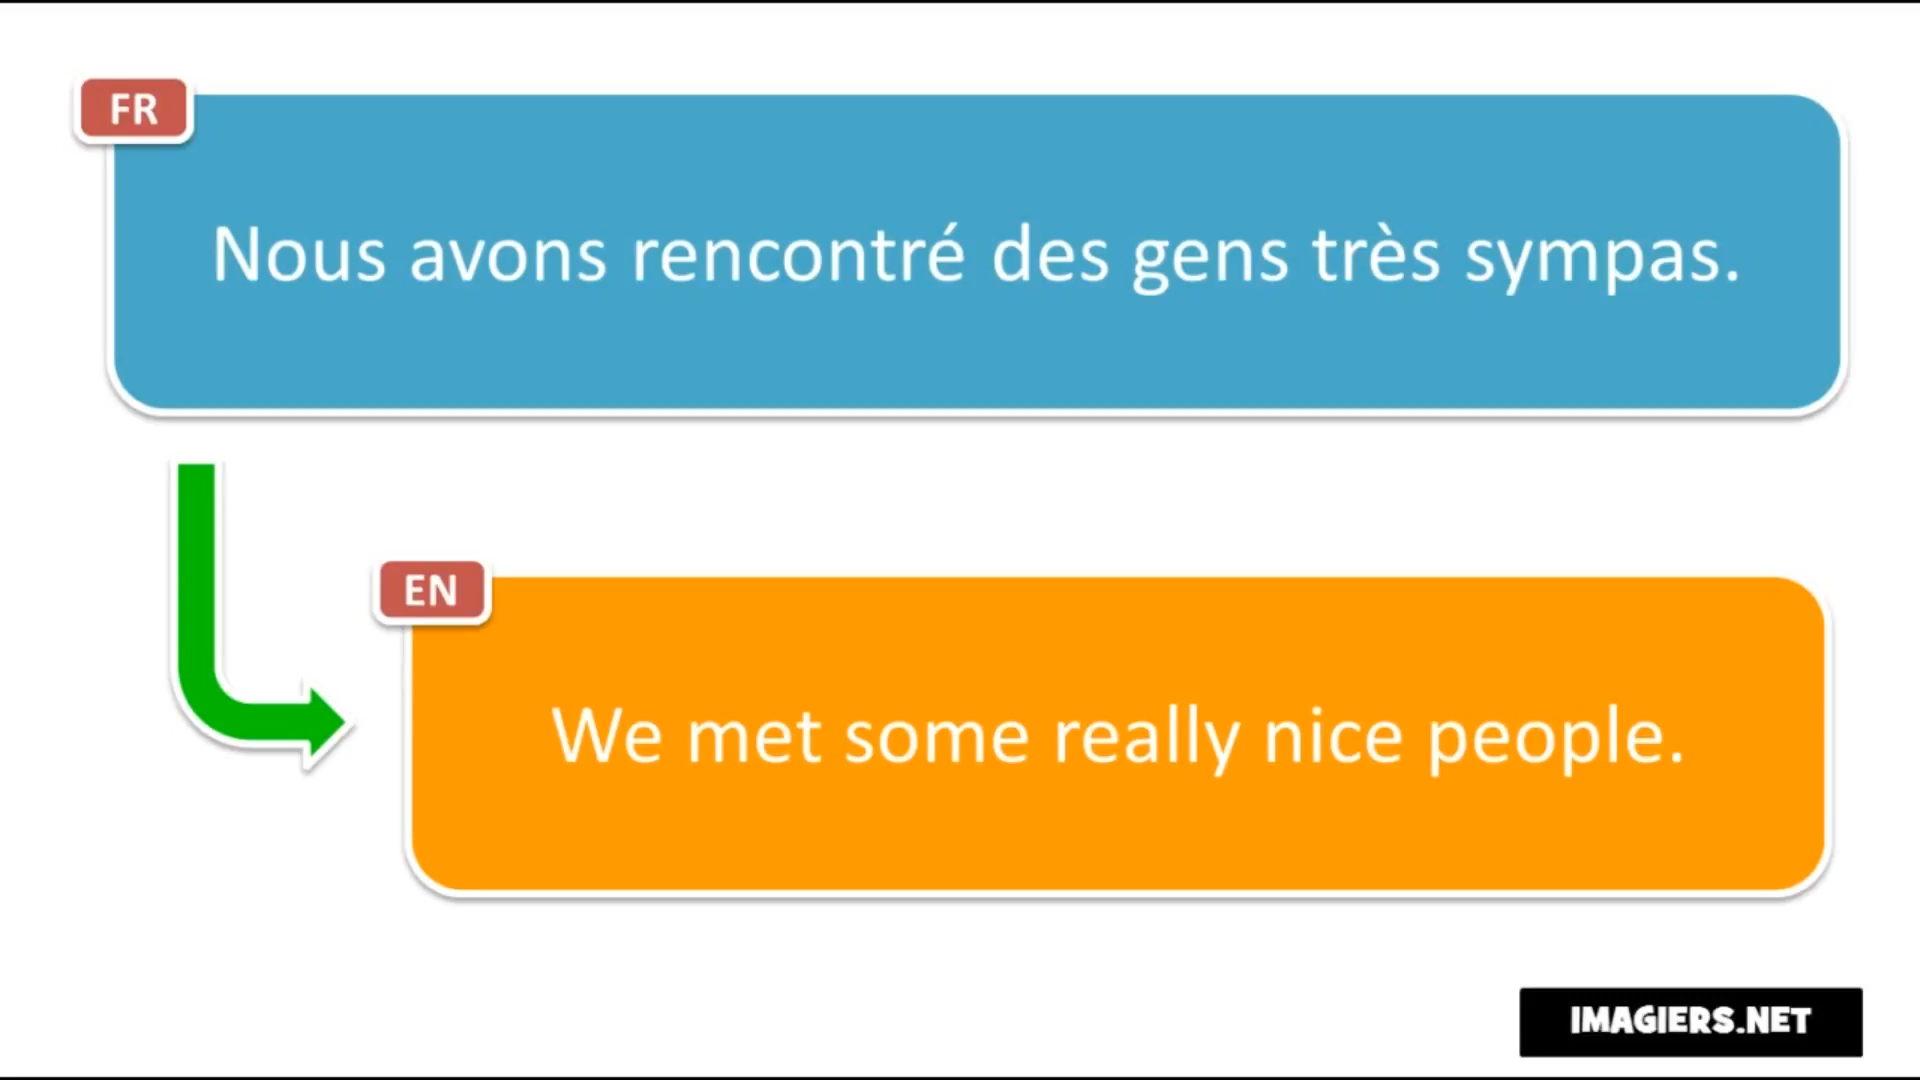 FR
Nous avons rencontré des gens très sympas.
EN
We met some really nice people.
IMAGIERS.NET